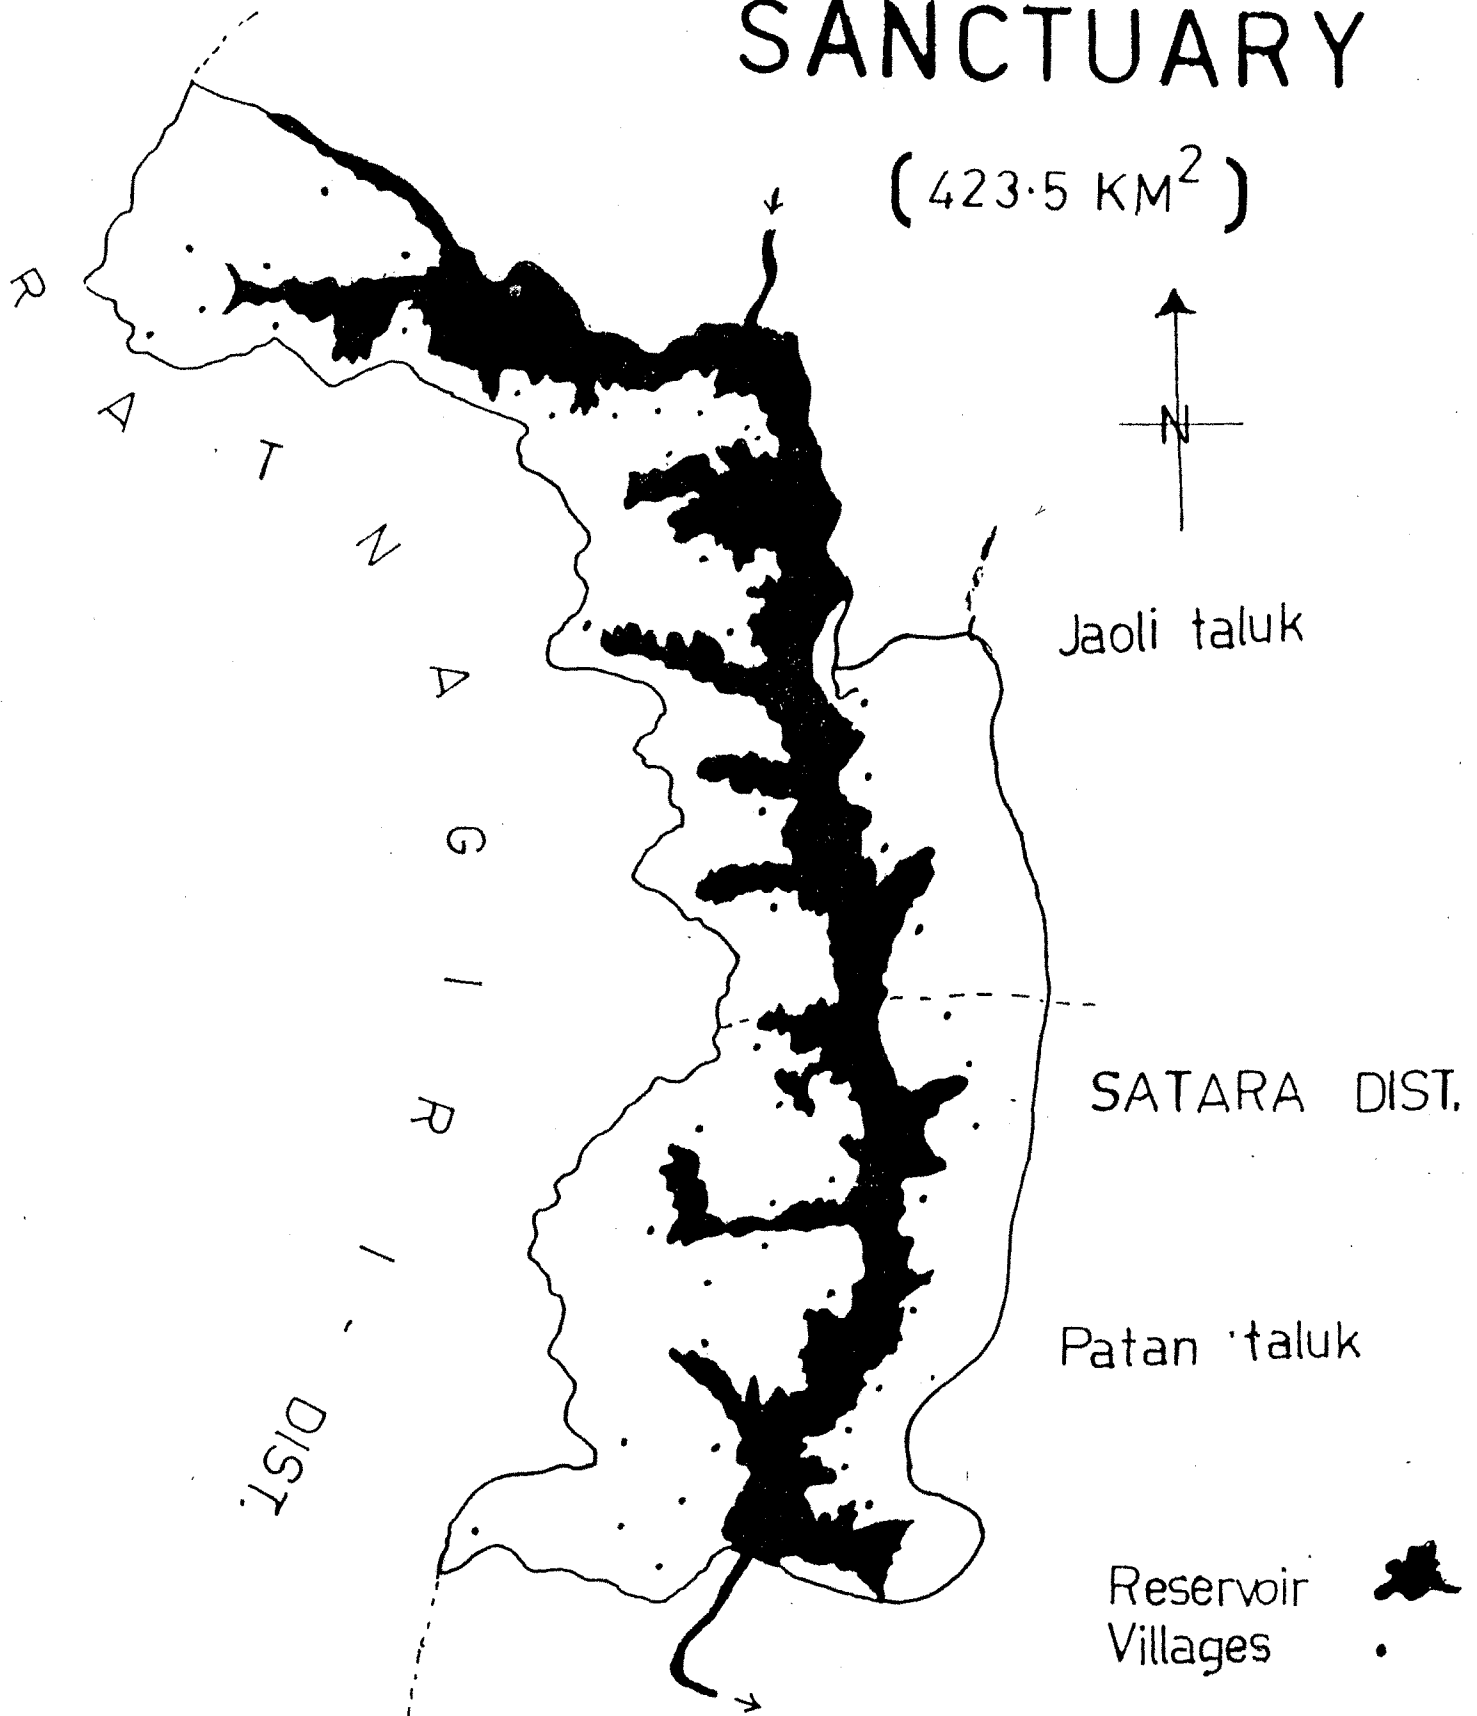 SANCTUARY
(423·5 KM²)
N
Jaoli taluk
RATNAGIRI - DIST.
SATARA DIST.
Patan taluk
Reservoir
Villages